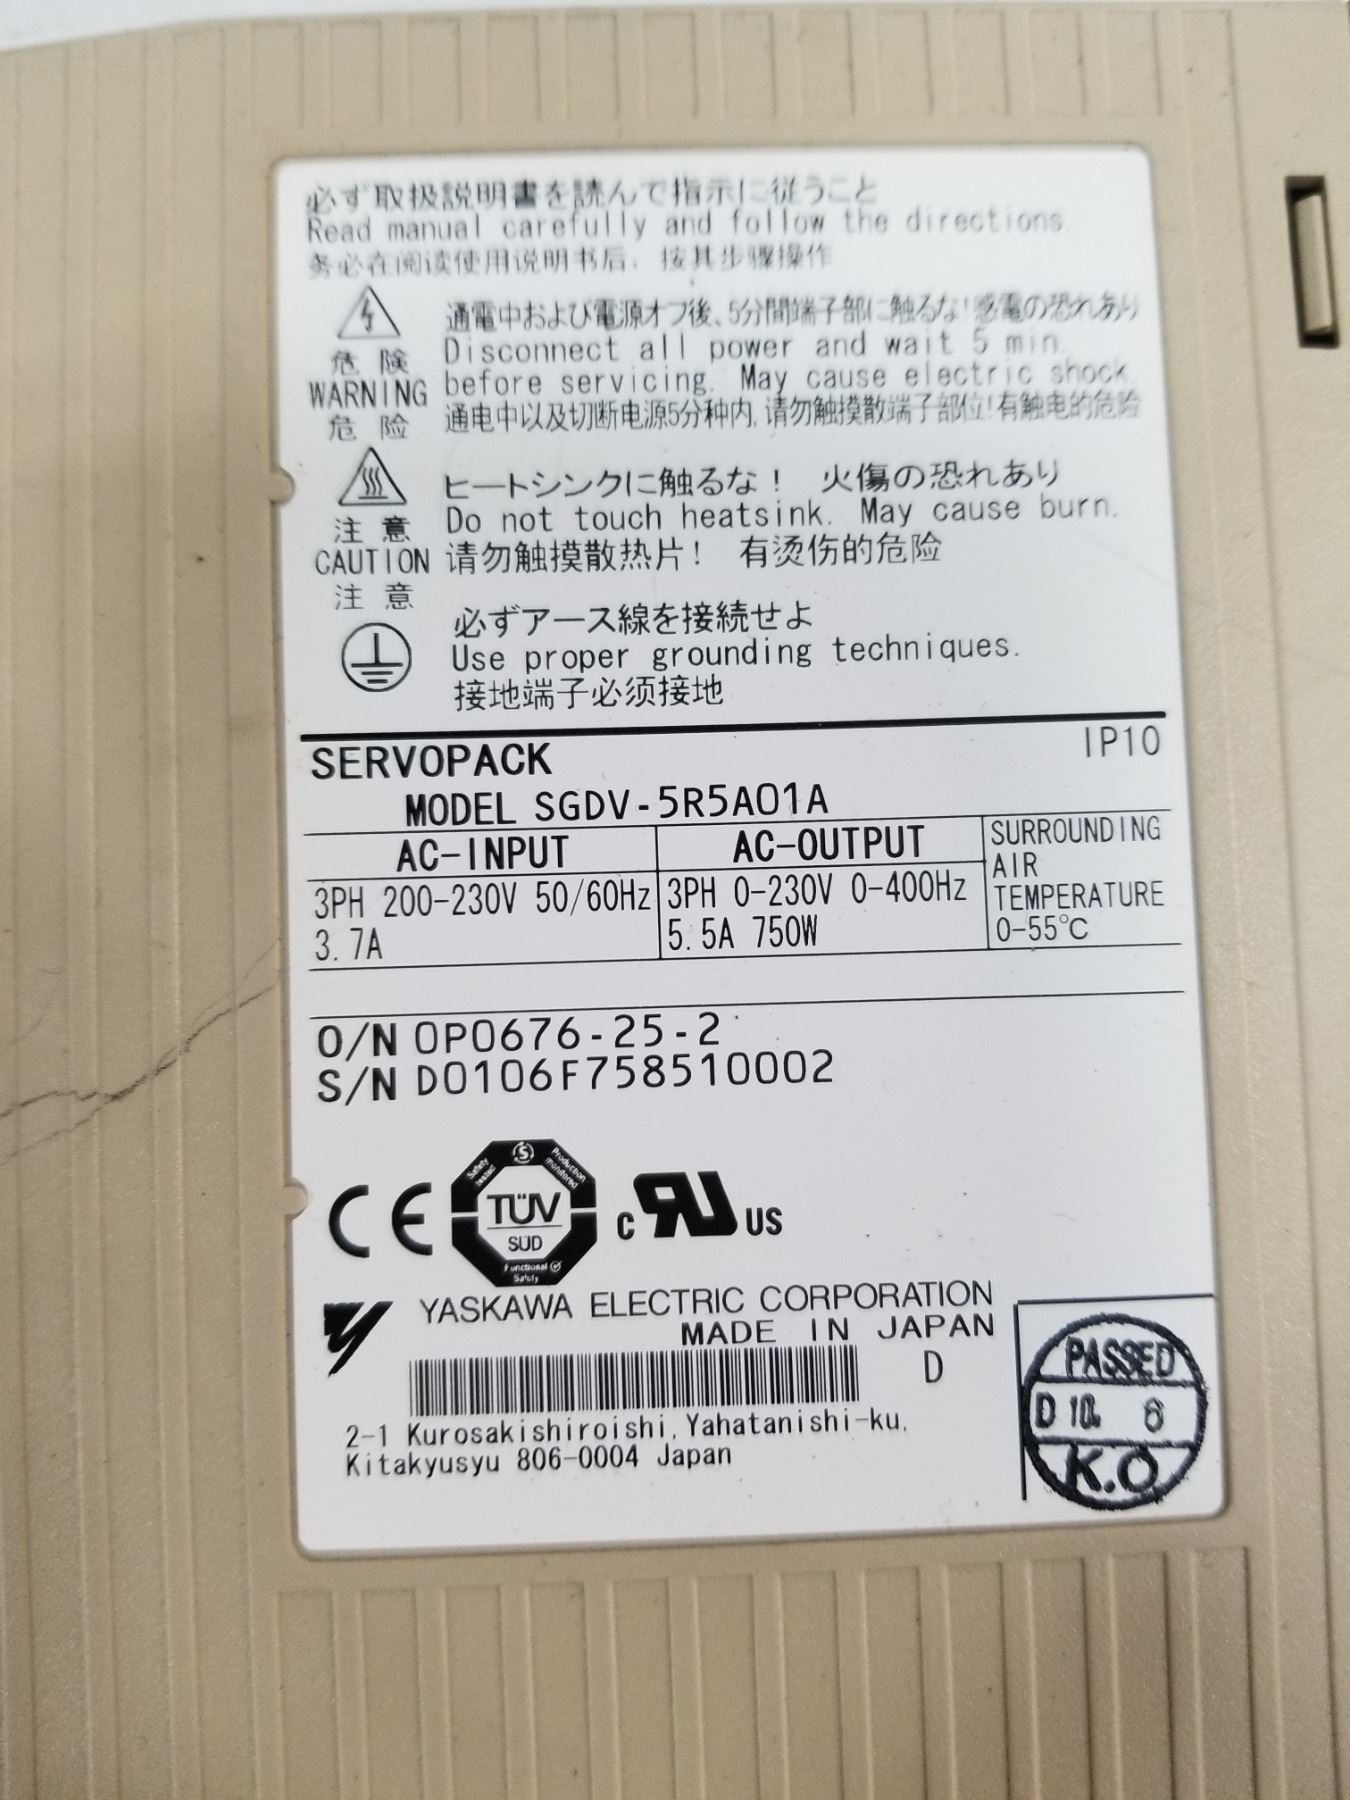 必ず取扱説明書を読んで指示に従うこと
Read manual carefully and follow the directions.
务必在阅读使用说明书后，按其步骤操作
危 険
WARNING
危 险
通電中および電源オフ後、5分間端子部に触るな!感電の恐れあり
Disconnect all power and wait 5 min.
before servicing. May cause electric shock.
通电中以及切断电源5分种内,请勿触摸散端子部位!有触电的危险
注 意
CAUTION
注 意
ヒートシンクに触るな！ 火傷の恐れあり
Do not touch heatsink. May cause burn.
请勿触摸散热片！ 有烫伤的危险
必ずアース線を接続せよ
Use proper grounding techniques.
接地端子必须接地
SERVOPACK IP10
MODEL SGDV-5R5A01A
AC-INPUT
3PH 200-230V 50/60Hz
3.7A
AC-OUTPUT
3PH 0-230V 0-400Hz
5.5A 750W
SURROUNDING
AIR
TEMPERATURE
0-55℃
O/N OP0676-25-2
S/N D0106F758510002
CE
Safety tested
S
Production monitored
TÜV
SÜD
Functional
Safety
c RU US
YASKAWA ELECTRIC CORPORATION
MADE IN JAPAN
D
2-1 Kurosakishiroishi,Yahatanishi-ku,
Kitakyusyu 806-0004 Japan
PASSED
D 10. 6
K.O